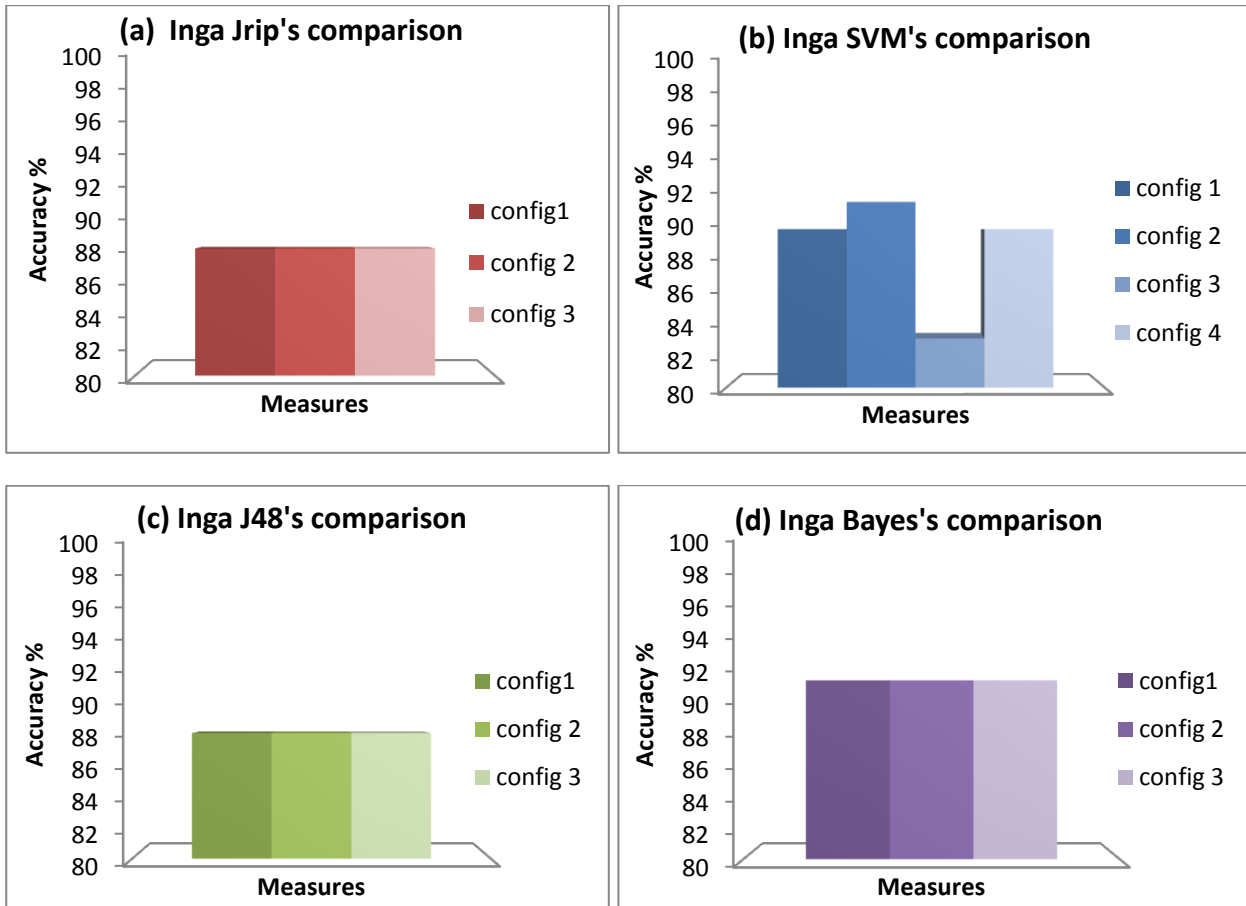 (a) Inga Jrip's comparison
100
98
96
94
92
90
88
86
84
82
80
Accuracy %
Measures
config1
config 2
config 3
(b) Inga SVM's comparison
100
98
96
94
92
90
88
86
84
82
80
Accuracy %
Measures
config 1
config 2
config 3
config 4
(c) Inga J48's comparison
100
98
96
94
92
90
88
86
84
82
80
Accuracy %
Measures
config1
config 2
config 3
(d) Inga Bayes's comparison
100
98
96
94
92
90
88
86
84
82
80
Accuracy %
Measures
config1
config 2
config 3